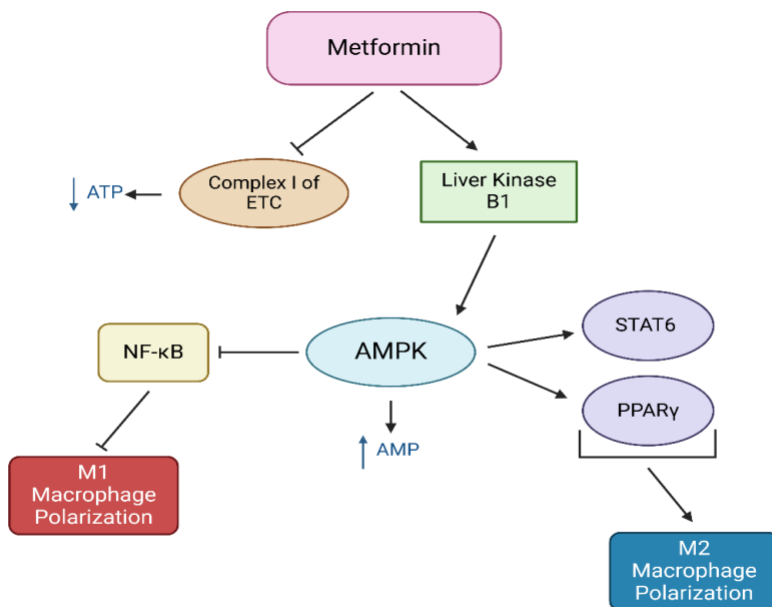 Metformin
Complex I of
ETC
↓ ATP
Liver Kinase
B1
STAT6
NF-κB
AMPK
PPARγ
↑ AMP
M1
Macrophage
Polarization
M2
Macrophage
Polarization